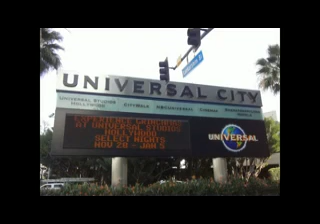 UNIVERSAL CITY
UNIVERSAL STUDIOS
HOLLYWOOD
CITYWALK
CINEMA
EXPERIENCE GRINCHMAS
AT UNIVERSAL STUDIOS
HOLLYWOOD
SELECT NIGHTS
NOV 28 - JAN 5
UNIVERSAL